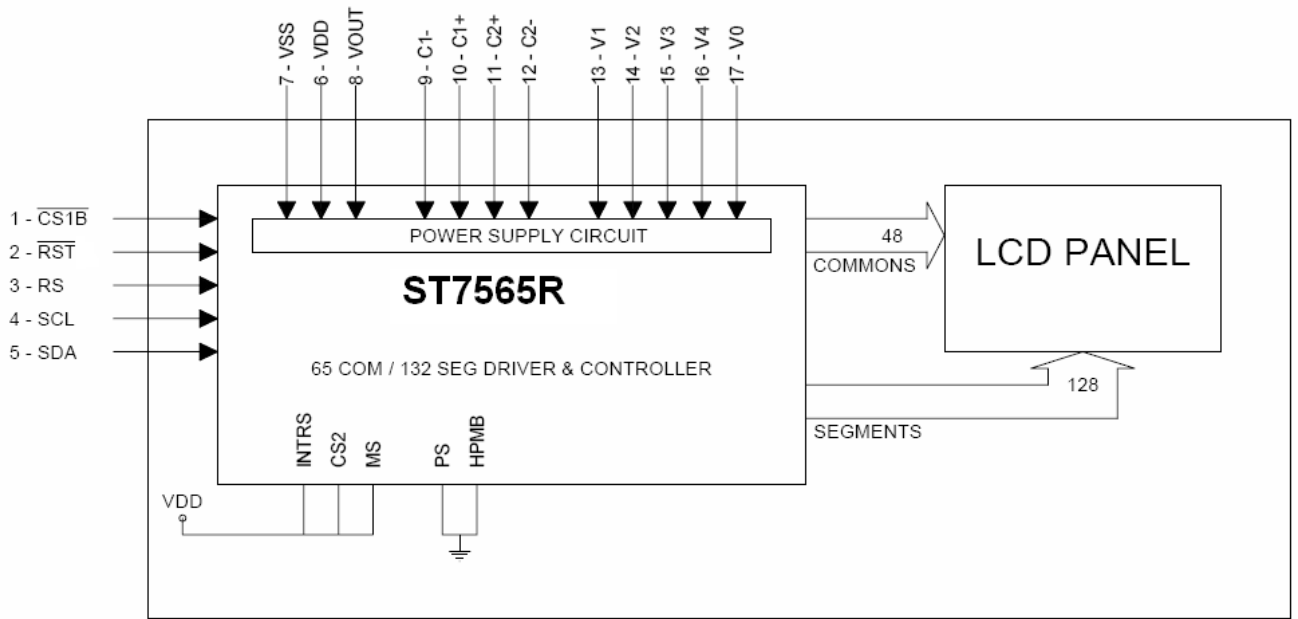 7 - VSS
6 - VDD
8 - VOUT
9 - C1-
10 - C1+
11 - C2+
12 - C2-
13 - V1
14 - V2
15 - V3
16 - V4
17 - V0
1 - CS1B
2 - RST
3 - RS
4 - SCL
5 - SDA
POWER SUPPLY CIRCUIT
ST7565R
65 COM / 132 SEG DRIVER & CONTROLLER
INTRS
CS2
MS
PS
HPMB
VDD
48
COMMONS
LCD PANEL
128
SEGMENTS